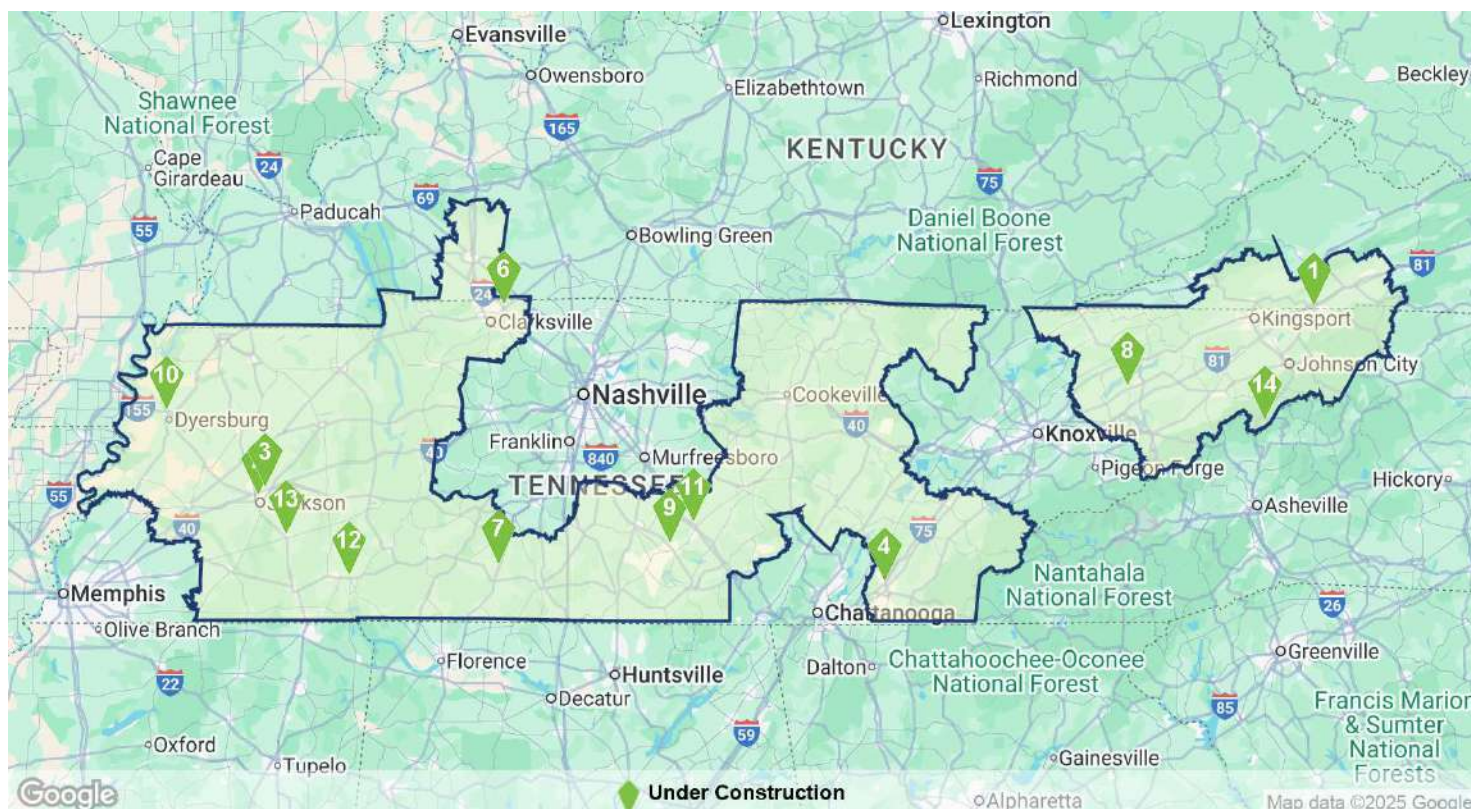 Lexington
Evansville
Owensboro
Elizabethtown
Richmond
Beckley
Shawnee
National Forest
165
KENTUCKY
Cape
Girardeau
24
75
69
Paducah
55
Daniel Boone
National Forest
Bowling Green
81
6
1
24
Clarksville
Kingsport
10
8
81
Johnson City
155
Nashville
Cookeville
14
Dyersburg
40
Franklin
40
Knoxville
840
Murfreesboro
3
Pigeon Forge
Hickory
55
TENNESSEE
11
13
Jackson
9
Asheville
40
7
75
12
4
Nantahala
National Forest
Memphis
26
Chattanooga
Olive Branch
Florence
Dalton
Chattahoochee-Oconee
National Forest
Greenville
22
Huntsville
Decatur
85
Francis Marion
& Sumter
National
Forests
59
Oxford
Gainesville
Tupelo
Google
Under Construction
Alpharetta
Map data ©2025 Google